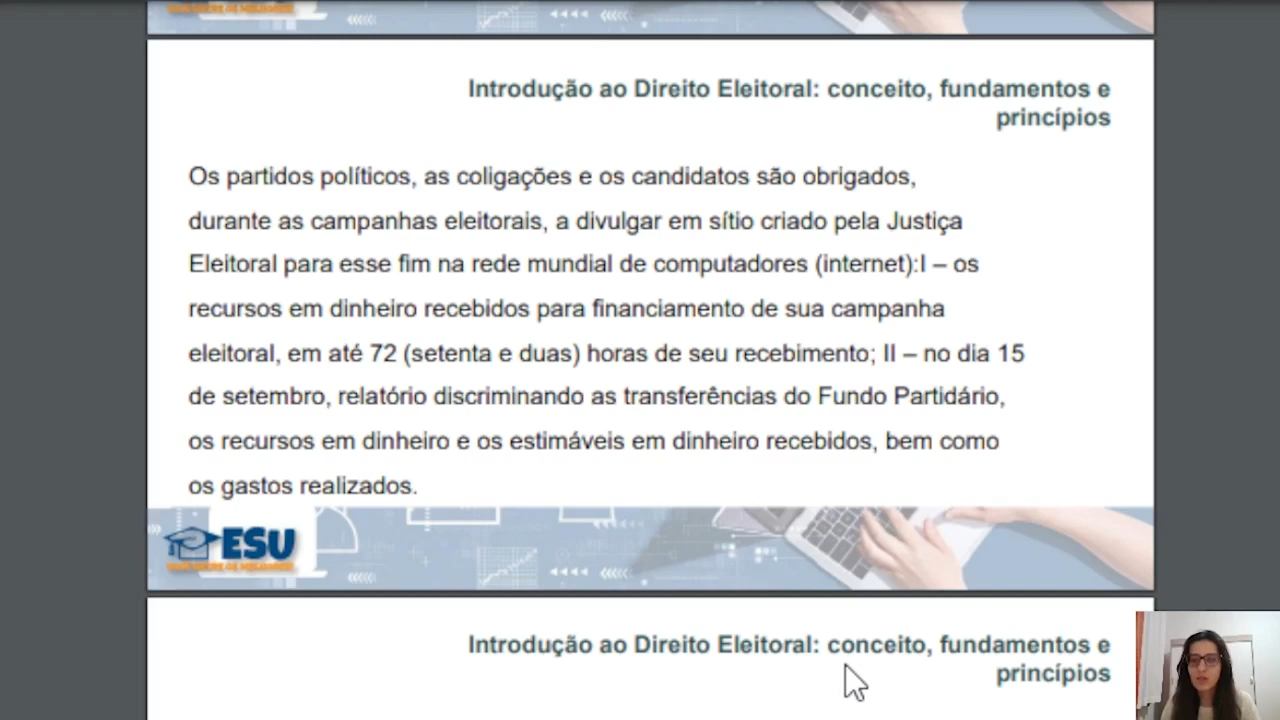 Introdução ao Direito Eleitoral: conceito, fundamentos e
princípios
Os partidos políticos, as coligações e os candidatos são obrigados,
durante as campanhas eleitorais, a divulgar em sítio criado pela Justiça
Eleitoral para esse fim na rede mundial de computadores (internet):I – os
recursos em dinheiro recebidos para financiamento de sua campanha
eleitoral, em até 72 (setenta e duas) horas de seu recebimento; II – no dia 15
de setembro, relatório discriminando as transferências do Fundo Partidário,
os recursos em dinheiro e os estimáveis em dinheiro recebidos, bem como
os gastos realizados.
ESU
Introdução ao Direito Eleitoral: conceito, fundamentos e
princípios